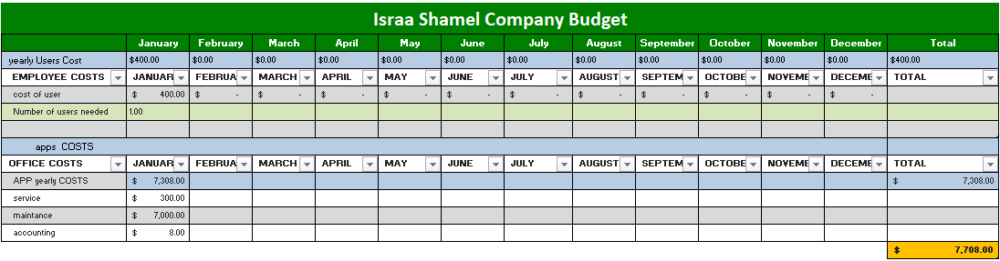 Israa Shamel Company Budget
January February March April May June July August September October November December Total
yearly Users Cost $400.00 $0.00 $0.00 $0.00 $0.00 $0.00 $0.00 $0.00 $0.00 $0.00 $0.00 $0.00 $400.00
EMPLOYEE COSTS JANUAR FEBRUA MARCH APRIL MAY JUNE JULY AUGUST SEPTEM OCTOBE NOVEME DECEME TOTAL
cost of user $ 400.00 $ - $ - $ - $ - $ - $ - $ - $ - $ - $ - $ -
Number of users needed 1.00
apps COSTS
OFFICE COSTS JANUAR FEBRUA MARCH APRIL MAY JUNE JULY AUGUST SEPTEM OCTOBE NOVEME DECEME TOTAL
APP yearly COSTS $ 7,308.00 $ 7,308.00
service $ 300.00
maintance $ 7,000.00
accounting $ 8.00
$ 7,708.00